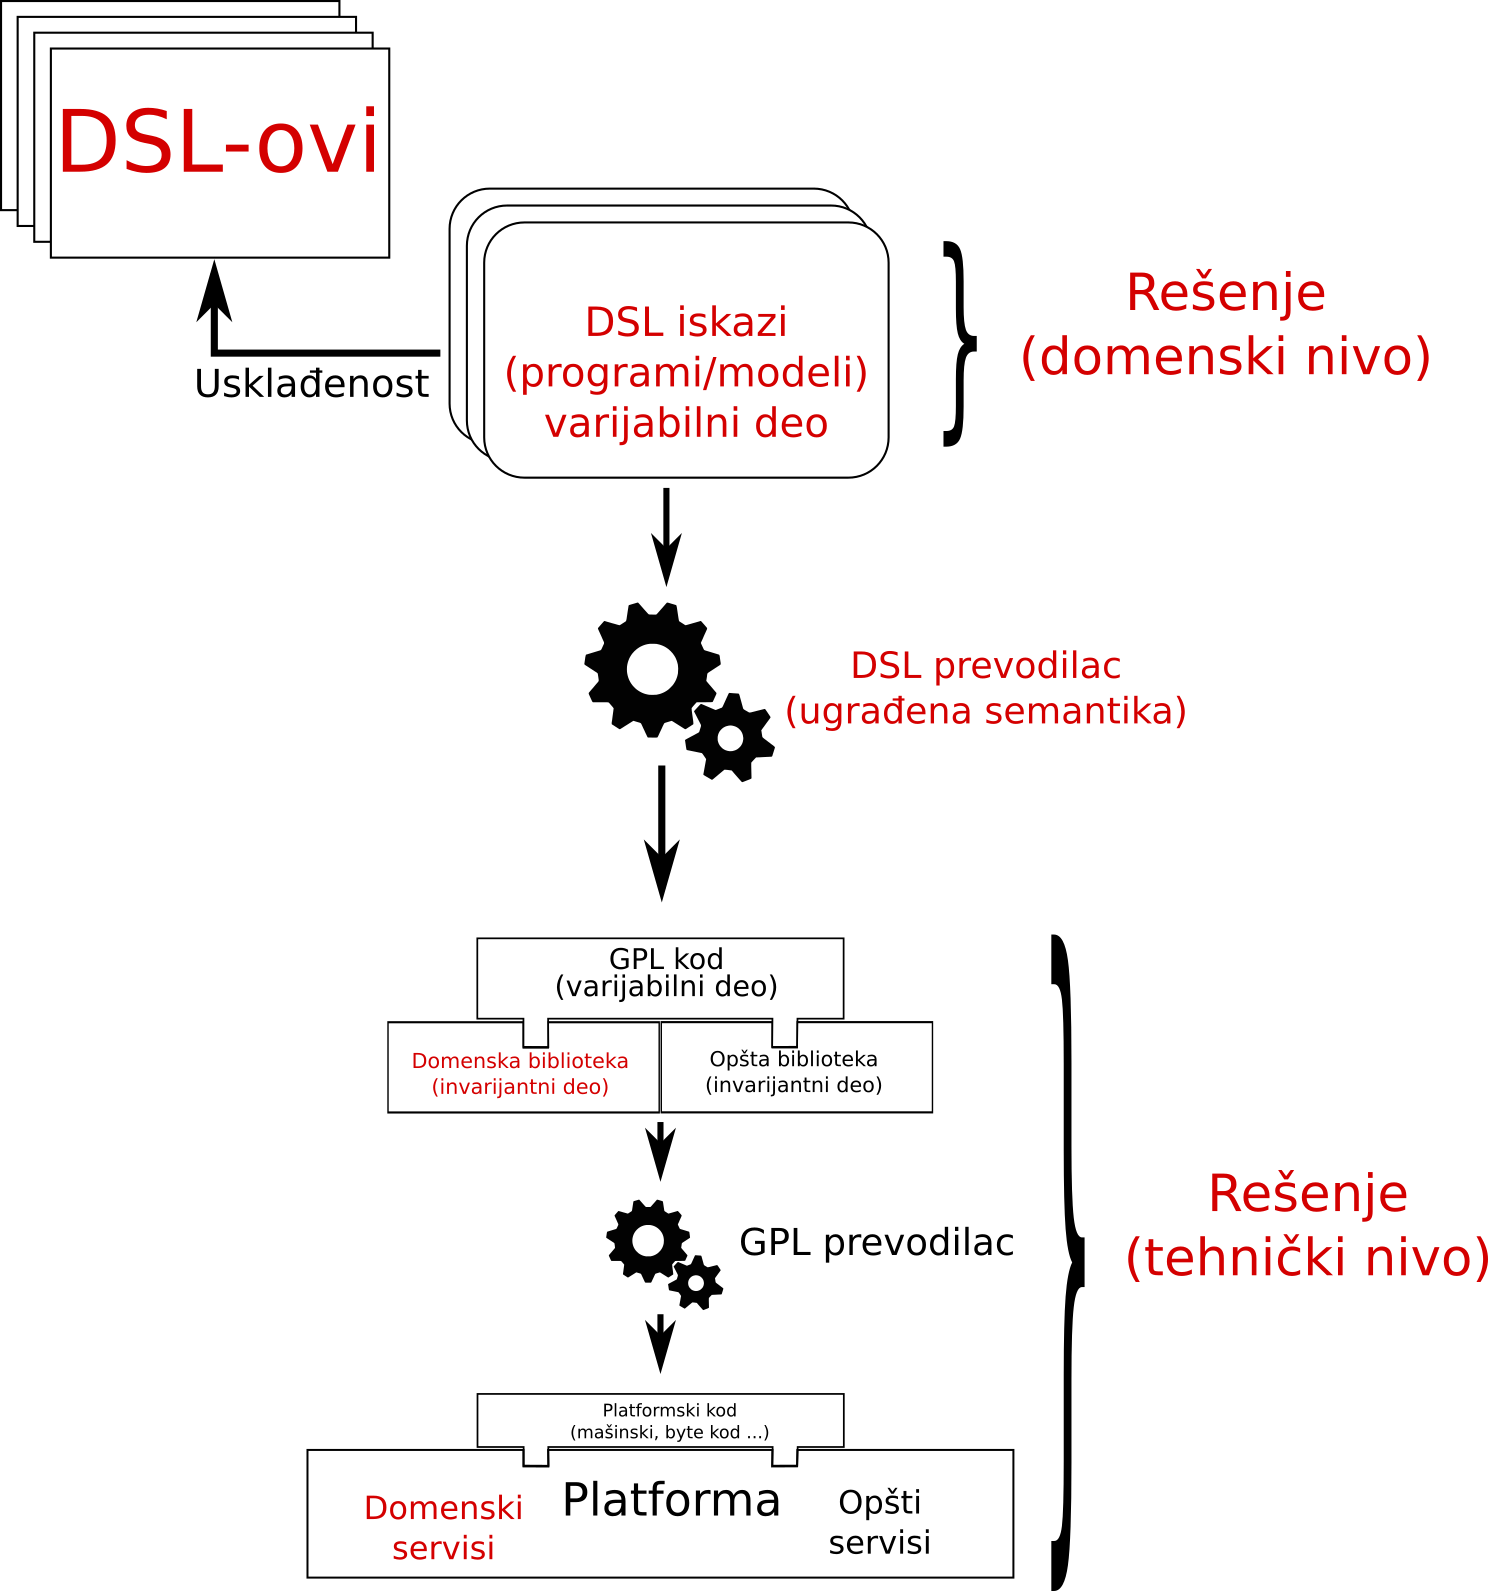 DSL-ovi
DSL iskazi
(programi/modeli)
varijabilni deo
Rešenje
(domenski nivo)
Usklađenost
DSL prevodilac
(ugrađena semantika)
GPL kod
(varijabilni deo)
Domenska biblioteka
(invarijantni deo)
Opšta biblioteka
(invarijantni deo)
GPL prevodilac
Rešenje
(tehnički nivo)
Platformski kod
(mašinski, byte kod ...)
Platforma
Domenski
servisi
Opšti
servisi